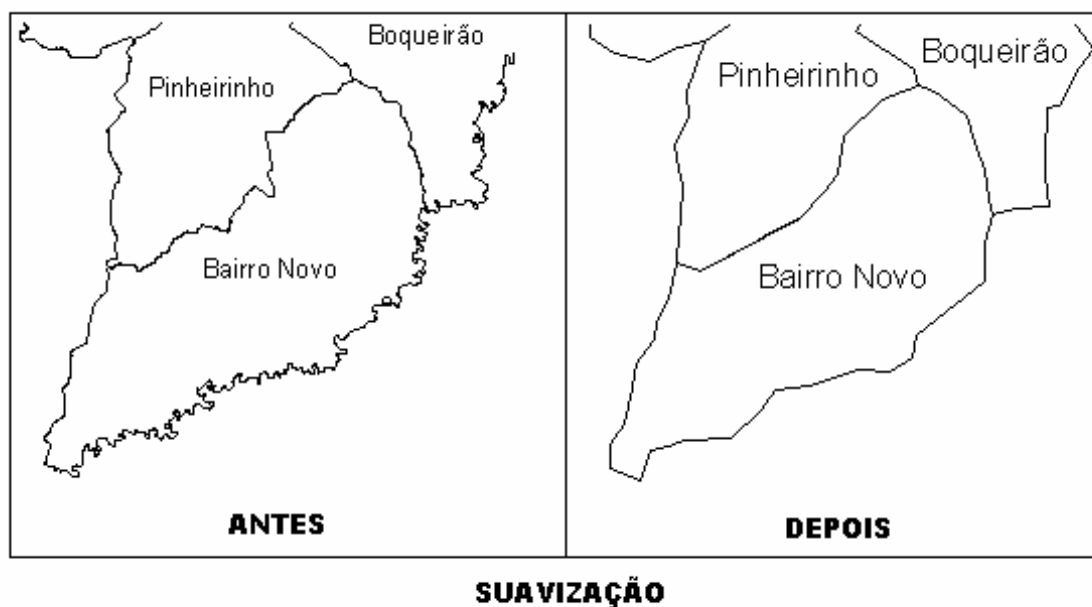 Boqueirão
Pinheirinho
Bairro Novo
ANTES
Boqueirão
Pinheirinho
Bairro Novo
DEPOIS
SUAVIZAÇÃO